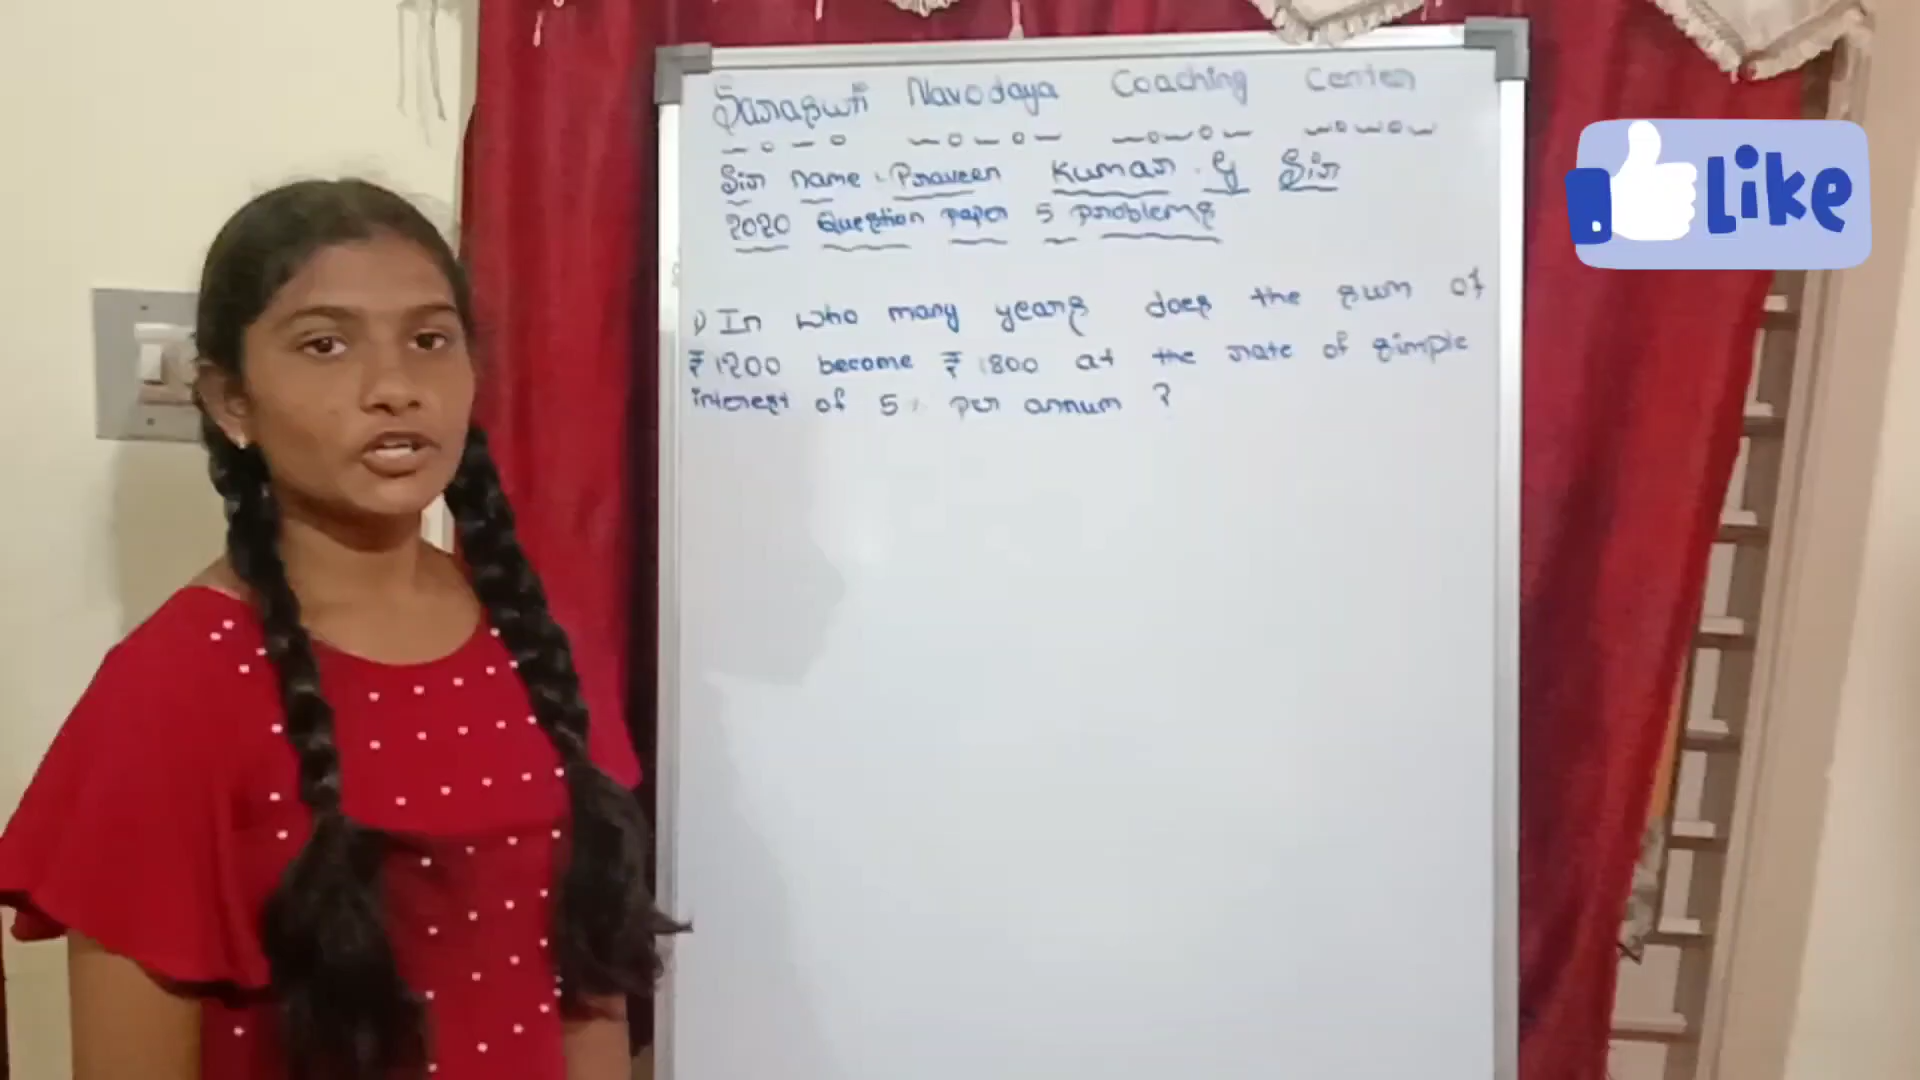 Navodaya Coaching Center
Sir name : Praveen Kumar. G Sir
2020 Question paper 5 problems
1) In who many years does the sum of
₹ 1200 become ₹ 1800 at the rate of simple
interest of 5% per annum ?
Like